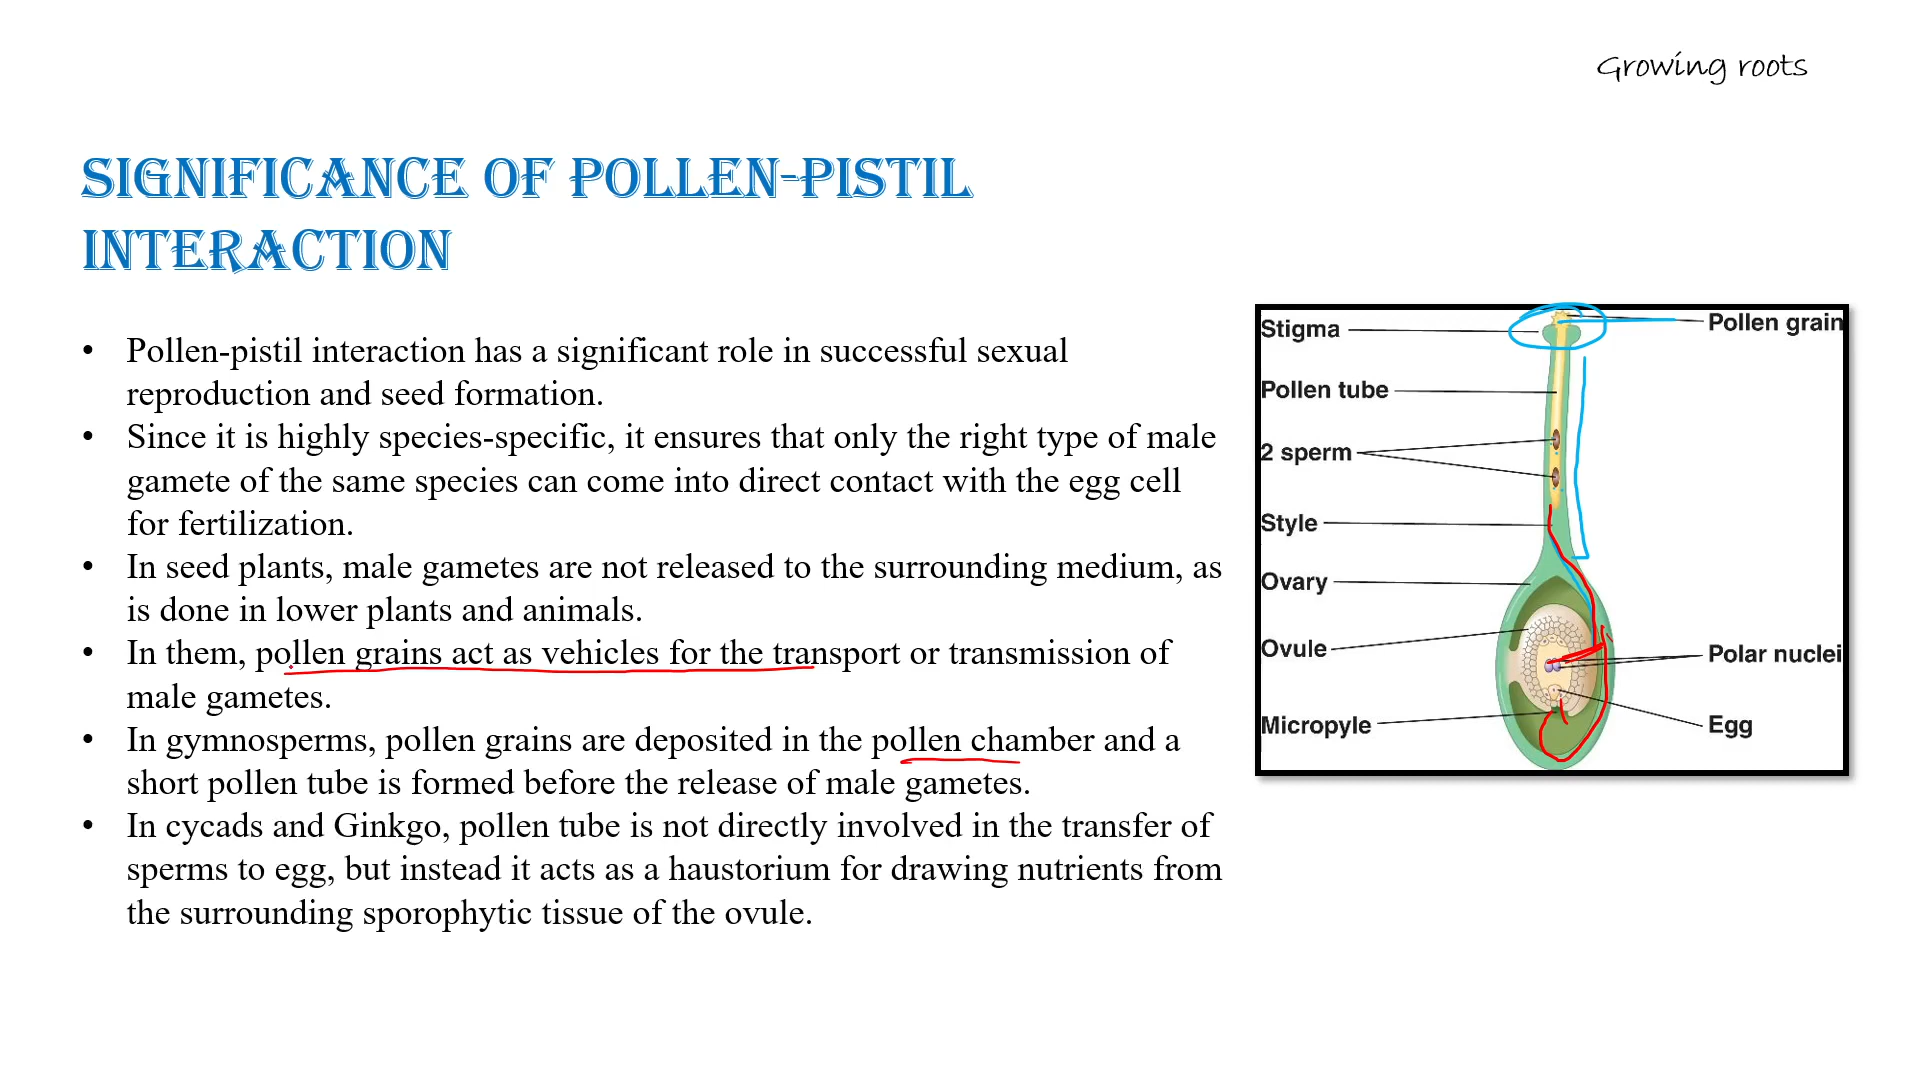 Growing roots
SIGNIFICANCE OF POLLEN-PISTIL
INTERACTION
• Pollen-pistil interaction has a significant role in successful sexual
reproduction and seed formation.
• Since it is highly species-specific, it ensures that only the right type of male
gamete of the same species can come into direct contact with the egg cell
for fertilization.
• In seed plants, male gametes are not released to the surrounding medium, as
is done in lower plants and animals.
• In them, pollen grains act as vehicles for the transport or transmission of
male gametes.
• In gymnosperms, pollen grains are deposited in the pollen chamber and a
short pollen tube is formed before the release of male gametes.
• In cycads and Ginkgo, pollen tube is not directly involved in the transfer of
sperms to egg, but instead it acts as a haustorium for drawing nutrients from
the surrounding sporophytic tissue of the ovule.
Stigma
Pollen grain
Pollen tube
2 sperm
Style
Ovary
Ovule
Polar nuclei
Micropyle
Egg